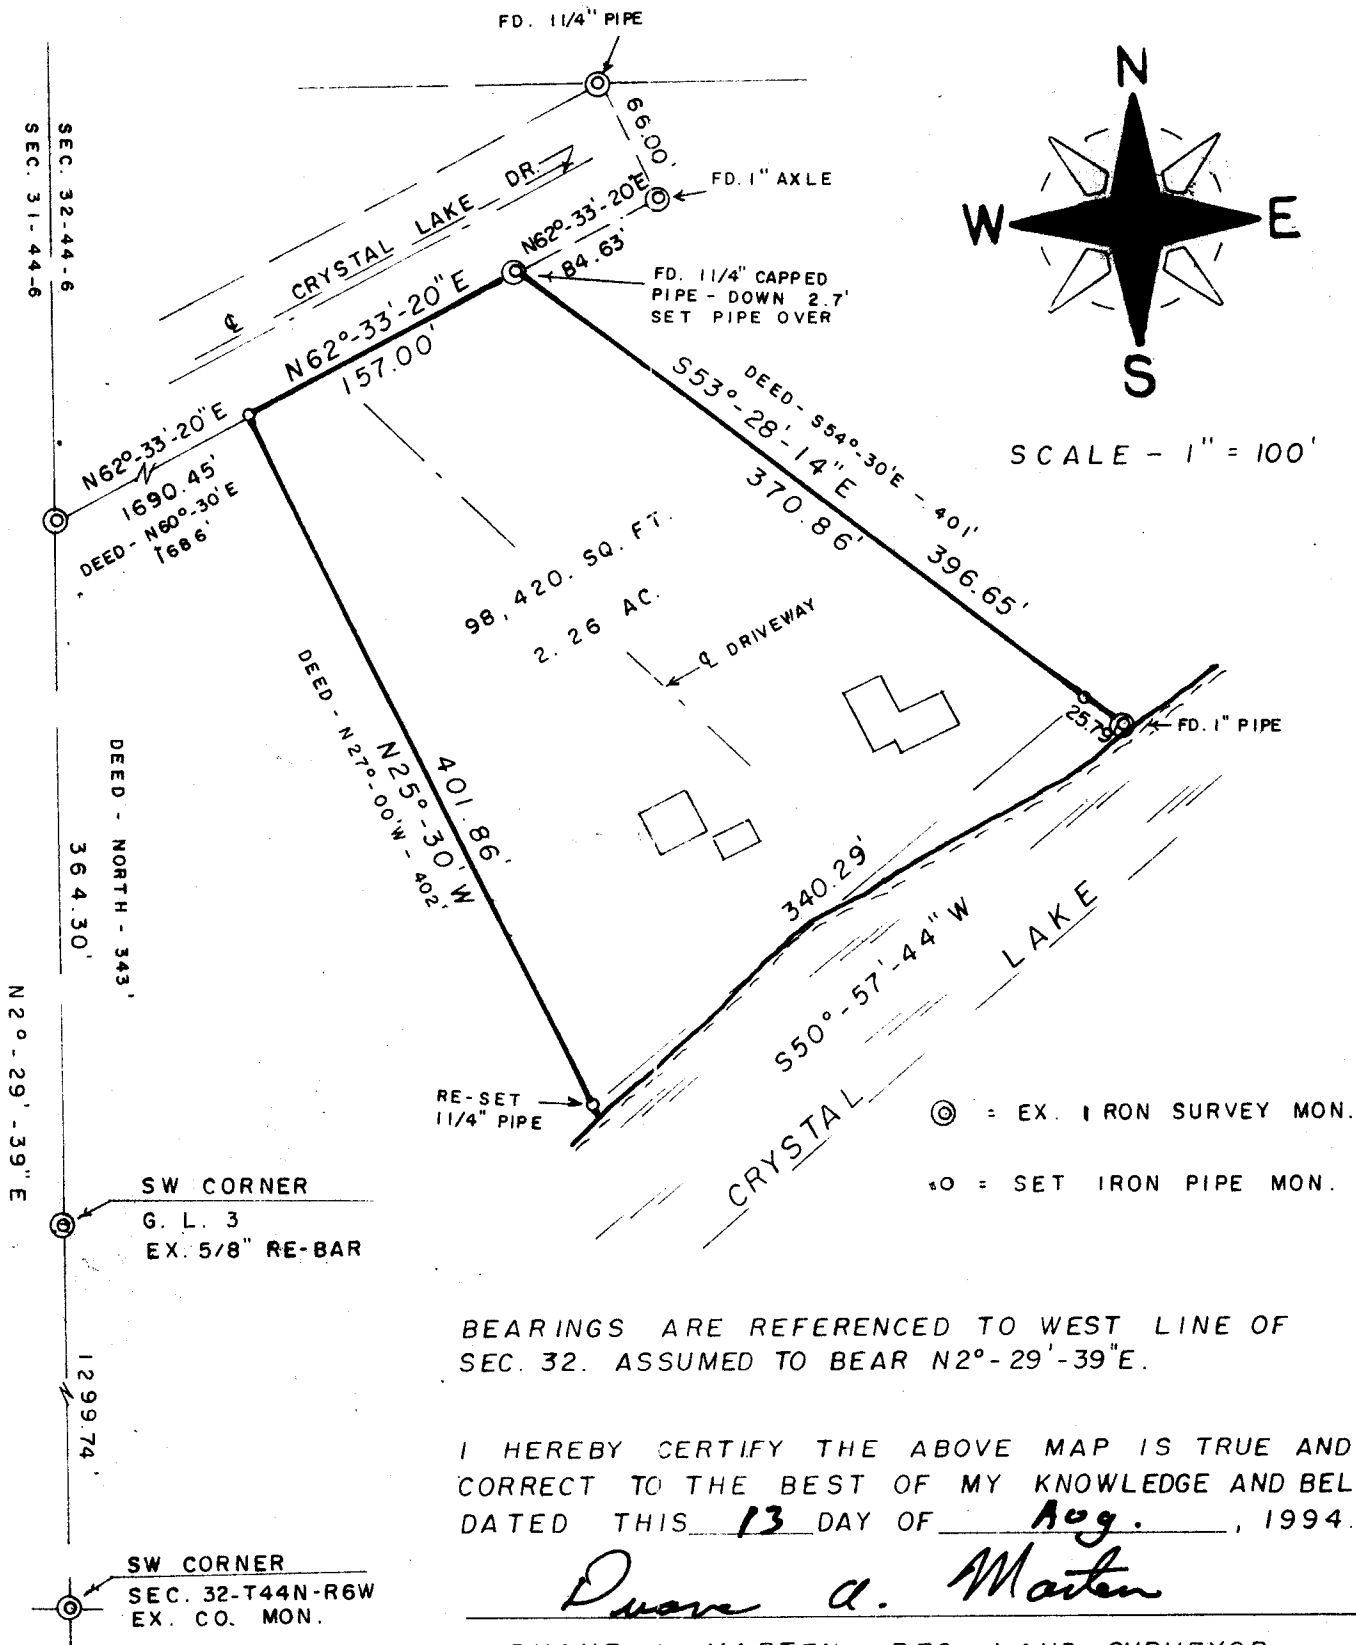 FD. 1 1/4" PIPE
N
W
E
S
SCALE - 1" = 100'
SEC. 31-44-6
SEC. 32-44-6
66.00'
FD. 1" AXLE
℄ CRYSTAL LAKE DR.
N62°-33'-20"E
84.63'
FD. 1 1/4" CAPPED
PIPE - DOWN 2.7'
SET PIPE OVER
N62°-33'-20"E
157.00'
N62°-33'-20"E
1690.45'
DEED - N60°-30'E
1686'
DEED - S54°-30'E - 401'
S53°-28'-14"E
370.86'
396.65'
25.79
FD. 1" PIPE
98,420. SQ. FT.
2.26 AC.
℄ DRIVEWAY
401.86'
N25°-30'W
DEED - N27°-00'W - 402'
DEED - NORTH - 343'
364.30'
N2°-29'-39"E
340.29'
S50°-57'-44"W
CRYSTAL LAKE
RE-SET
1 1/4" PIPE
= EX. IRON SURVEY MON.
O = SET IRON PIPE MON.
SW CORNER
G. L. 3
EX. 5/8" RE-BAR
1299.74'
SW CORNER
SEC. 32-T44N-R6W
EX. CO. MON.
BEARINGS ARE REFERENCED TO WEST LINE OF
SEC. 32. ASSUMED TO BEAR N2°-29'-39"E.
I HEREBY CERTIFY THE ABOVE MAP IS TRUE AND
CORRECT TO THE BEST OF MY KNOWLEDGE AND BEL
DATED THIS 13 DAY OF Aug. , 1994.
Duane A. Marten